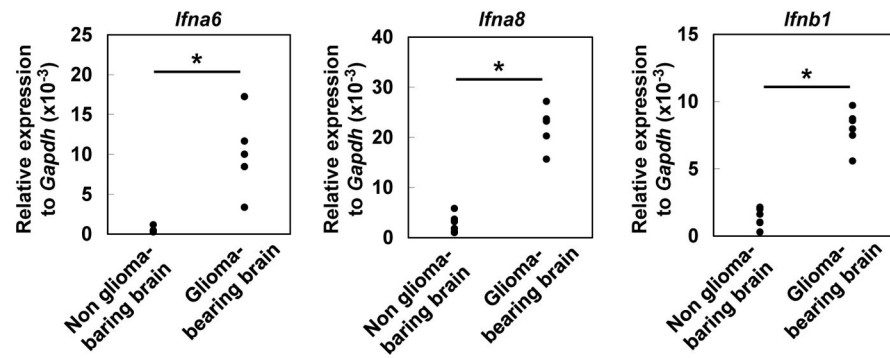 Ifna6
Relative expression
to Gapdh (x10-3)
25
20
15
10
5
0
*
Non glioma-
baring brain
Glioma-
bearing brain
Ifna8
Relative expression
to Gapdh (x10-3)
40
30
20
10
0
*
Non glioma-
baring brain
Glioma-
bearing brain
Ifnb1
Relative expression
to Gapdh (x10-3)
15
10
5
0
*
Non glioma-
baring brain
Glioma-
bearing brain